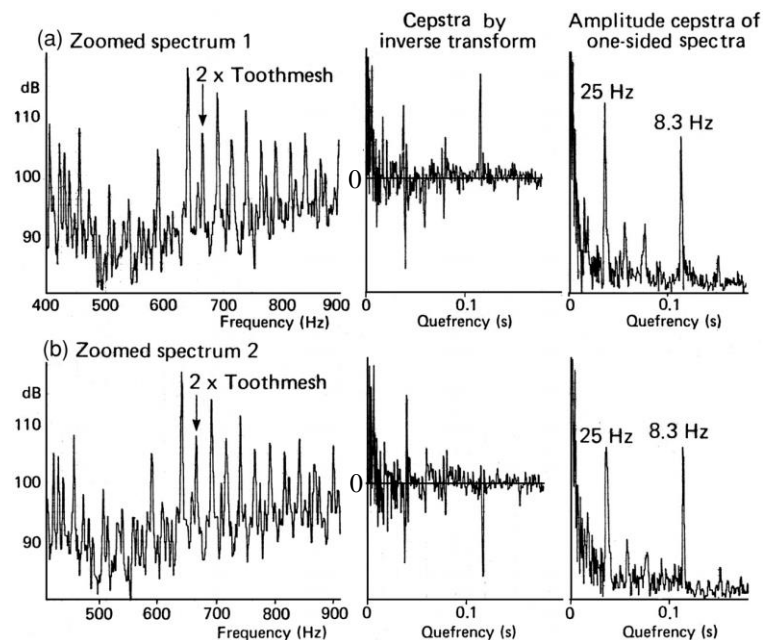 (a) Zoomed spectrum 1
Cepstra by
inverse transform
Amplitude cepstra of
one-sided spectra
2 x Toothmesh
25 Hz
8.3 Hz
dB
110
100
90
0
400 500 600 700 800 900
Frequency (Hz)
0 0.1
Quefrency (s)
0 0.1
Quefrency (s)
(b) Zoomed spectrum 2
2 x Toothmesh
25 Hz
8.3 Hz
dB
110
100
90
0
500 600 700 800 900
Frequency (Hz)
0 0.1
Quefrency (s)
0 0.1
Quefrency (s)